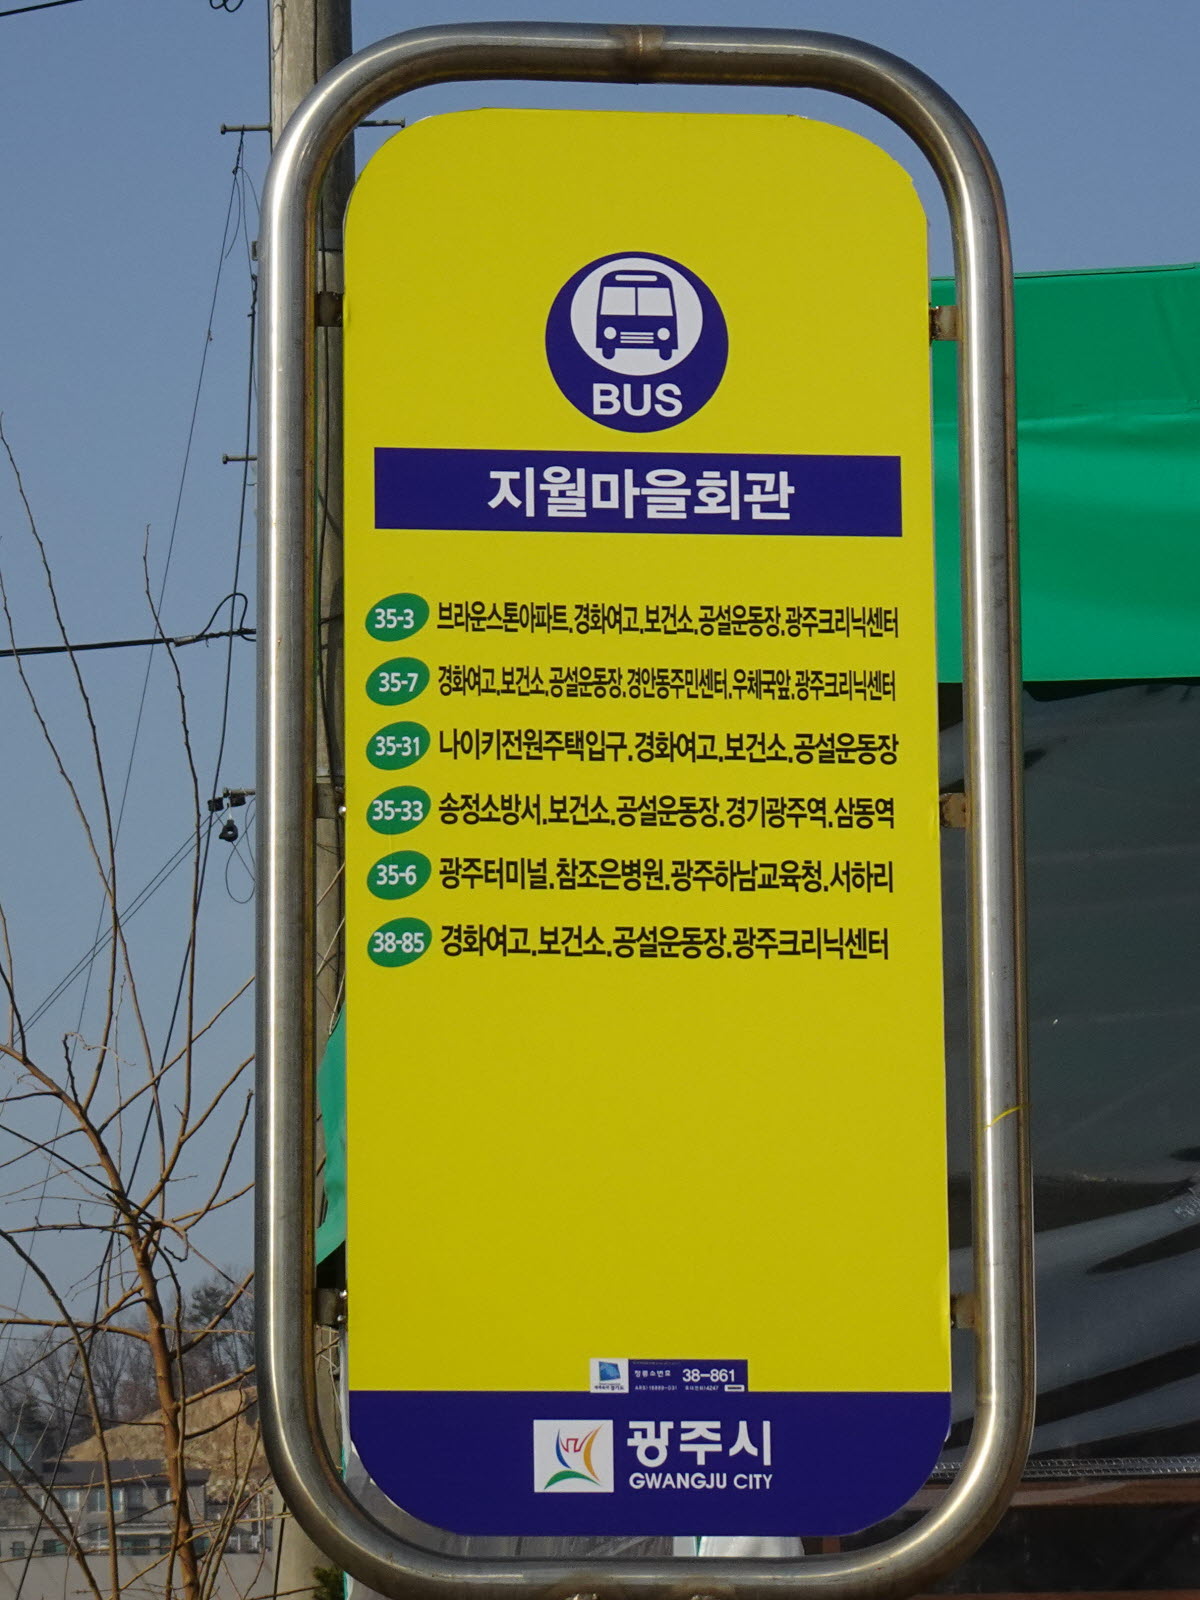 BUS
지월마을회관
35-3 브라운스톤아파트.경화여고.보건소.공설운동장.광주크리닉센터
35-7 경화여고.보건소.공설운동장.경안동주민센터.우체국앞.광주크리닉센터
35-31 나이키전원주택입구.경화여고.보건소.공설운동장
35-33 송정소방서.보건소.공설운동장.경기광주역.삼동역
35-6 광주터미널.참조은병원.광주하남교육청.서하리
38-85 경화여고.보건소.공설운동장.광주크리닉센터
정류소번호 38-861
광주시
GWANGJU CITY